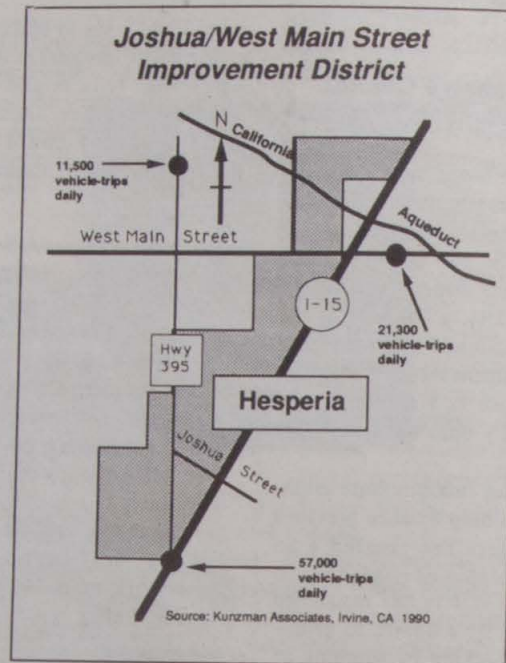 Joshua/West Main Street
Improvement District
N
California
11,500
vehicle-trips
daily
Aqueduct
West Main Street
I-15
21,300
vehicle-trips
daily
Hwy
395
Hesperia
Joshua Street
57,000
vehicle-trips
daily
Source: Kunzman Associates, Irvine, CA 1990